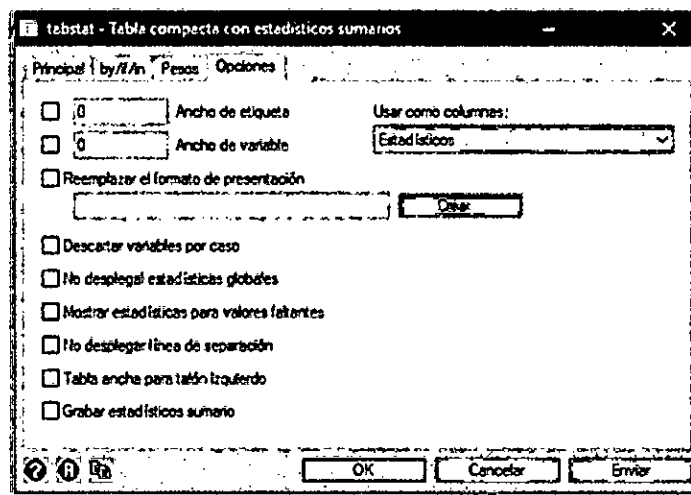 tabstat - Tabla compacta con estadísticos sumarios
Principal by/if/in Pesos Opciones
0 Ancho de etiqueta Usar como columnas:
0 Ancho de variable Estadísticos
Reemplazar el formato de presentación
Crear
Descartar variables por caso
No desplegal estadísticas globales
Mostrar estadísticas para valores faltantes
No desplegar línea de separación
Tabla ancha para talón izquierdo
Grabar estadísticos sumario
OK Cancelar Enviar